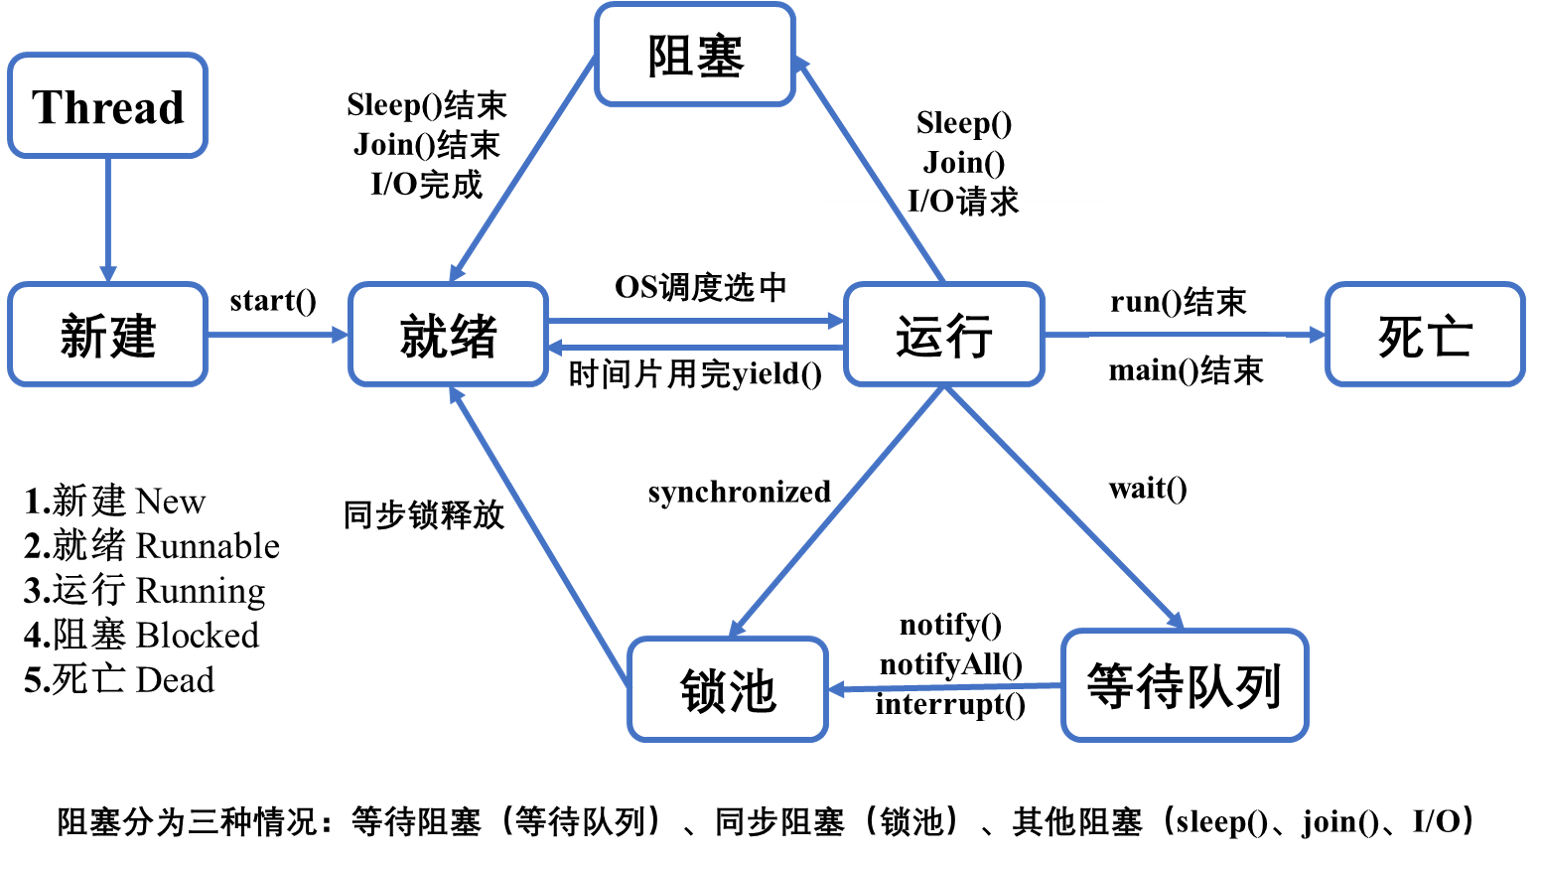 阻塞
Thread
Sleep()结束
Join()结束
I/O完成
Sleep()
Join()
I/O请求
新建
start()
就绪
OS调度选中
时间片用完yield()
运行
run()结束
main()结束
死亡
1.新建 New
2.就绪 Runnable
3.运行 Running
4.阻塞 Blocked
5.死亡 Dead
同步锁释放
synchronized
wait()
锁池
notify()
notifyAll()
interrupt()
等待队列
阻塞分为三种情况：等待阻塞（等待队列）、同步阻塞（锁池）、其他阻塞（sleep()、join()、I/O）